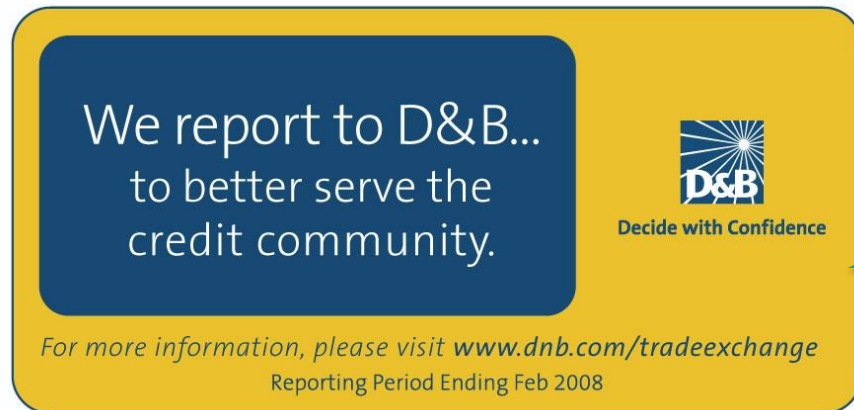 We report to D&B...
to better serve the
credit community.
D&B
Decide with Confidence
For more information, please visit www.dnb.com/tradeexchange
Reporting Period Ending Feb 2008